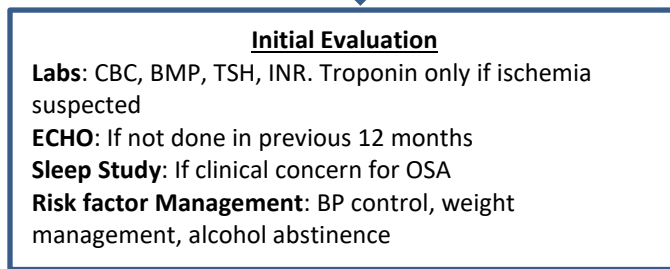 Initial Evaluation
Labs: CBC, BMP, TSH, INR. Troponin only if ischemia
suspected
ECHO: If not done in previous 12 months
Sleep Study: If clinical concern for OSA
Risk factor Management: BP control, weight
management, alcohol abstinence